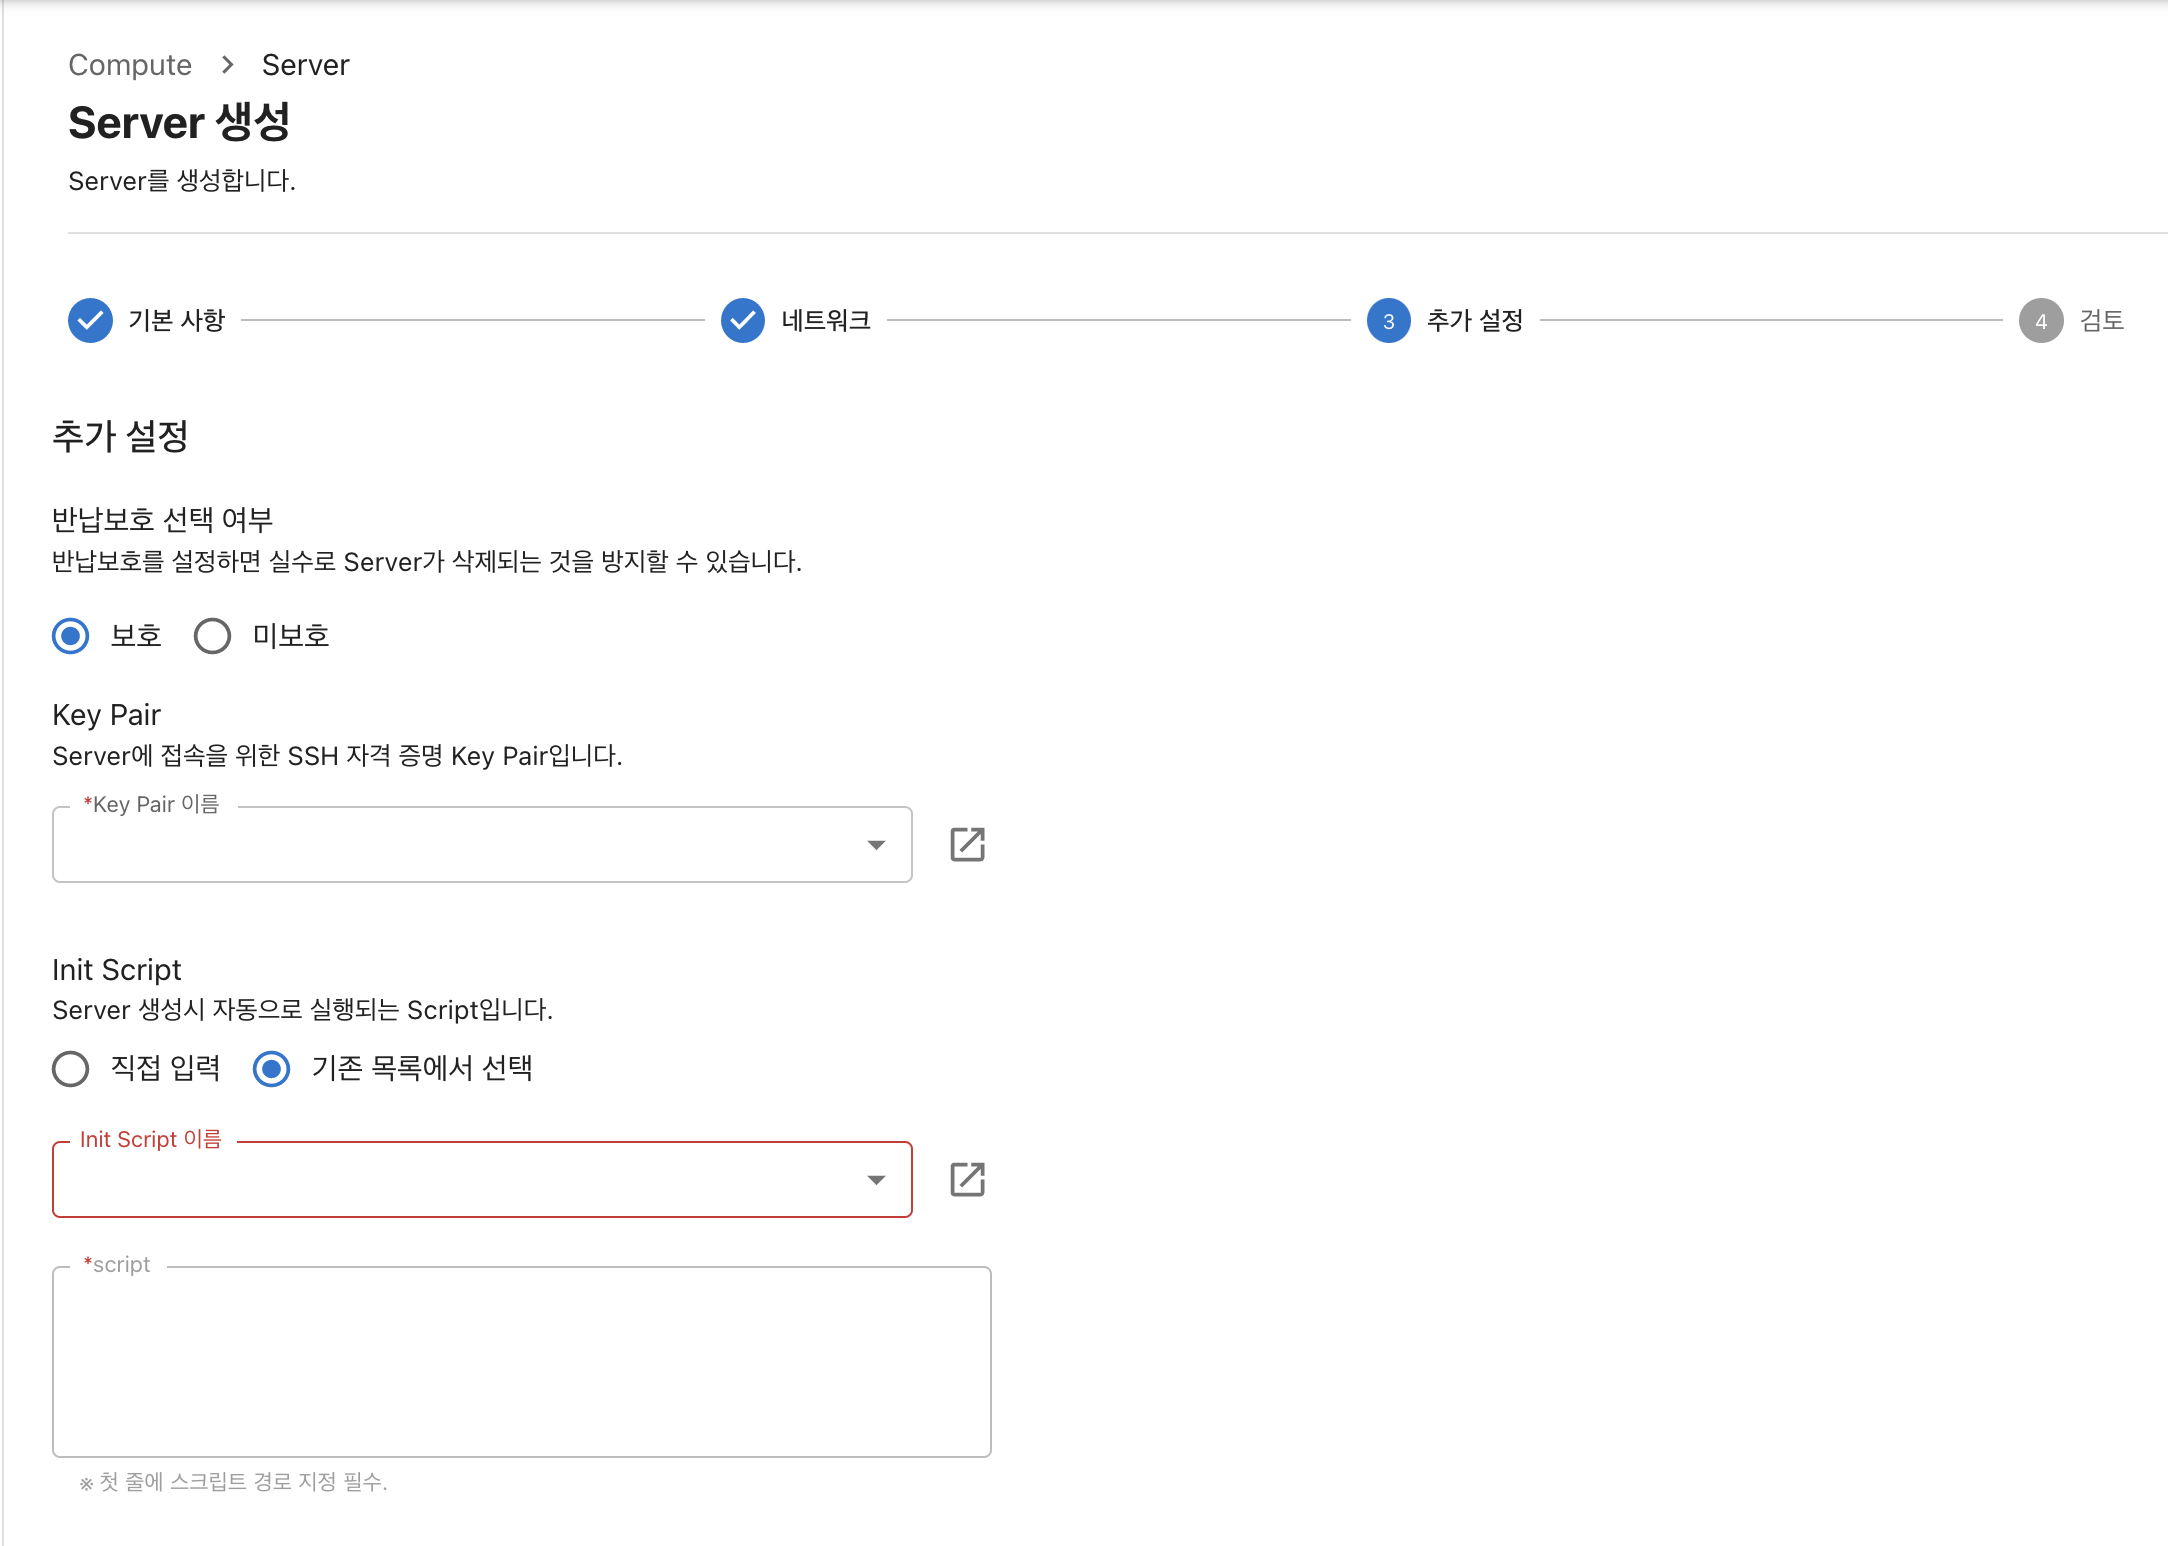 Compute > Server
Server 생성
Server를 생성합니다.
기본 사항 네트워크 3 추가 설정 4 검토
추가 설정
반납보호 선택 여부
반납보호를 설정하면 실수로 Server가 삭제되는 것을 방지할 수 있습니다.
보호 미보호
Key Pair
Server에 접속을 위한 SSH 자격 증명 Key Pair입니다.
*Key Pair 이름
Init Script
Server 생성시 자동으로 실행되는 Script입니다.
직접 입력 기존 목록에서 선택
Init Script 이름
*script
※ 첫 줄에 스크립트 경로 지정 필수.